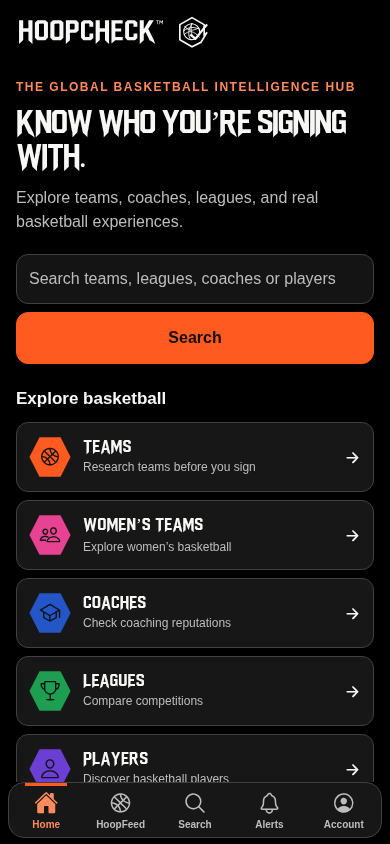 HOOPCHECK™
THE GLOBAL BASKETBALL INTELLIGENCE HUB
KNOW WHO YOU’RE SIGNING
WITH.
Explore teams, coaches, leagues, and real
basketball experiences.
Search teams, leagues, coaches or players
Search
Explore basketball
TEAMS
Research teams before you sign
WOMEN’S TEAMS
Explore women’s basketball
COACHES
Check coaching reputations
LEAGUES
Compare competitions
PLAYERS
Discover basketball players
Home
HoopFeed
Search
Alerts
Account